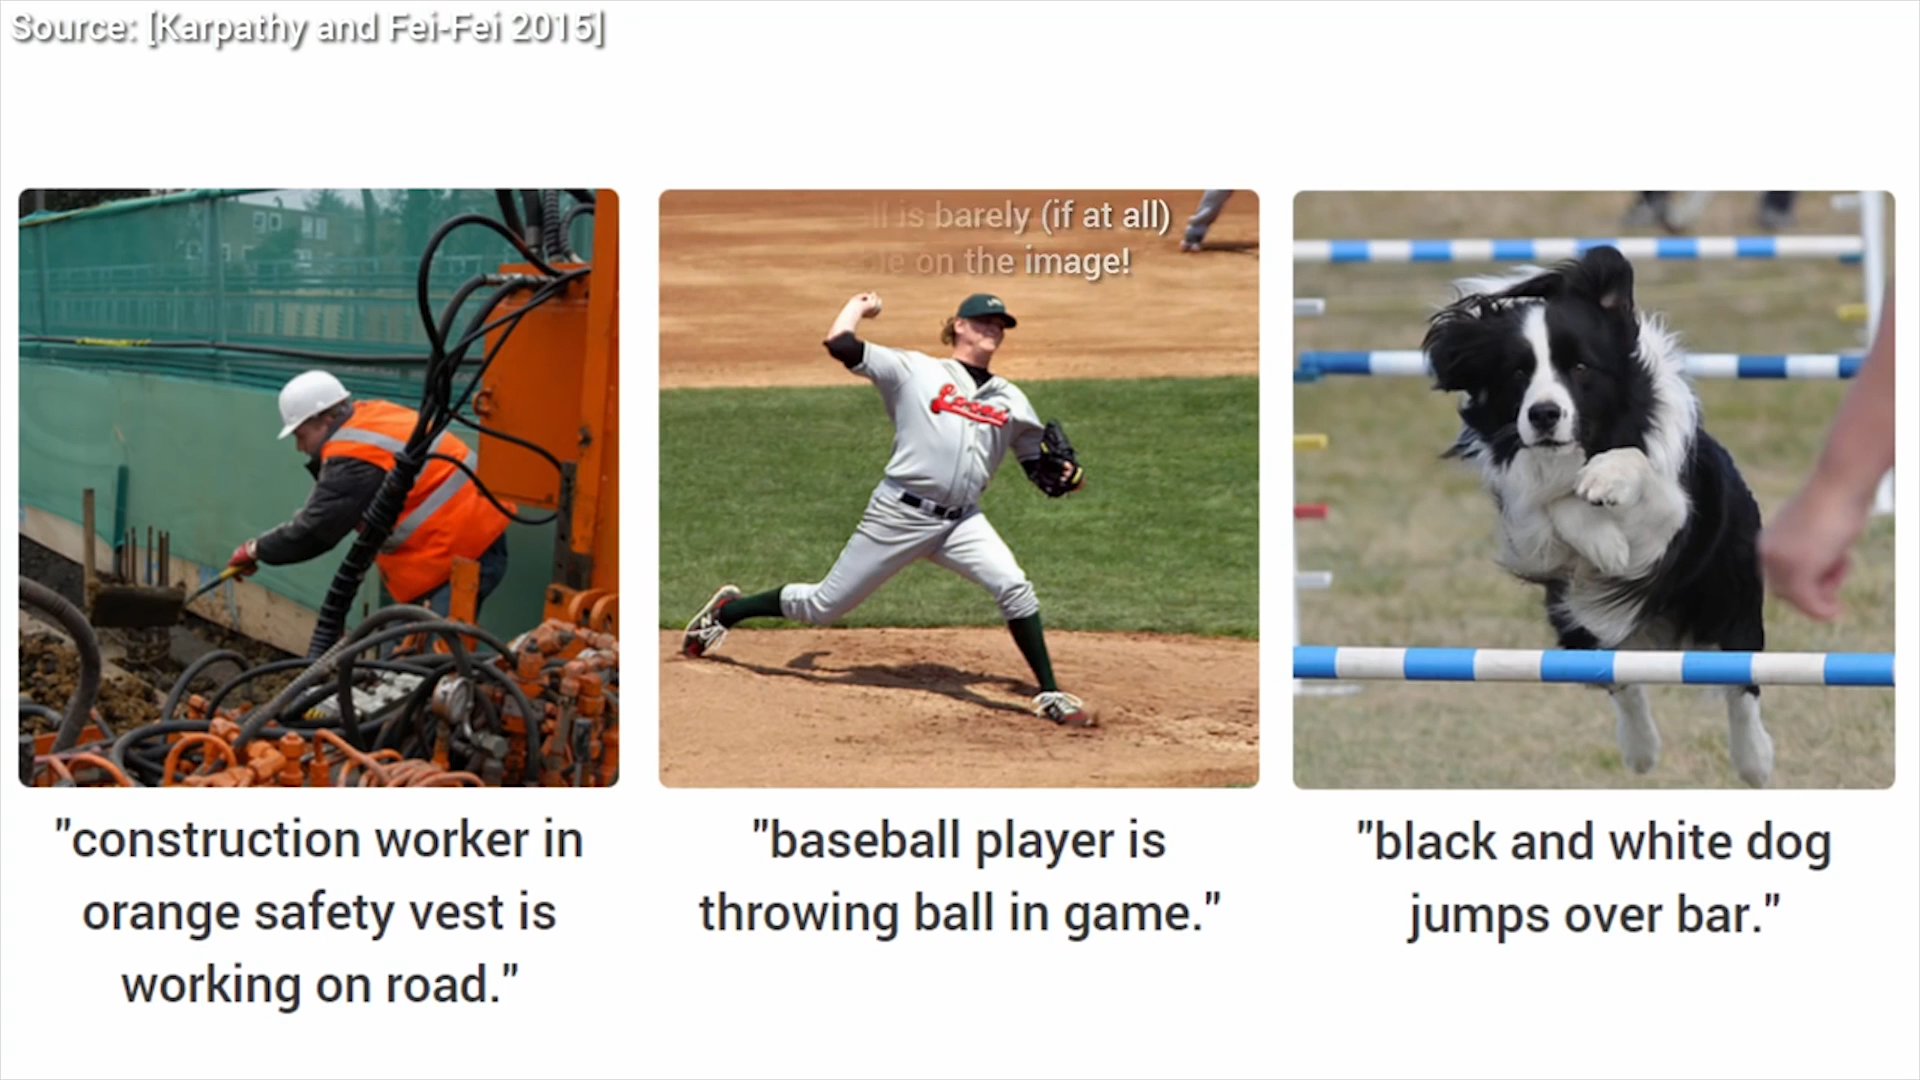 Source: [Karpathy and Fei-Fei 2015]
is barely (if at all)
on the image!
"construction worker in
orange safety vest is
working on road."
"baseball player is
throwing ball in game."
"black and white dog
jumps over bar."